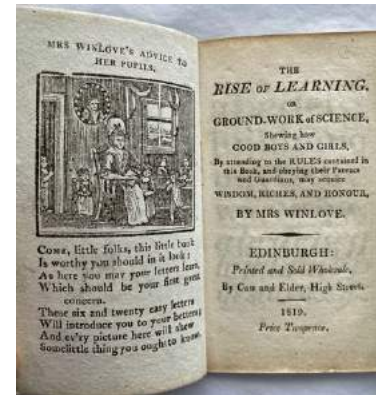 MRS WINLOVE'S ADVICE TO
HER PUPILS.
COME, little folks, this little book
Is worthy you should in it look:
As here you may your letters learn,
Which should be your first great
concern.
These six and twenty easy letters
Will introduce you to your betters;
And ev'ry picture here will shew
Some little thing you ought to know.
THE
RISE OF LEARNING,
OR
GROUND-WORK of SCIENCE,
Shewing how
GOOD BOYS AND GIRLS,
By attending to the RULES contained in
this Book, and obeying their Parents
and Guardians, may acquire
WISDOM, RICHES, AND HONOUR,
BY MRS WINLOVE.
EDINBURGH:
Printed and Sold Wholesale,
By Caw and Elder, High Street.
1819.
Price Twopence.